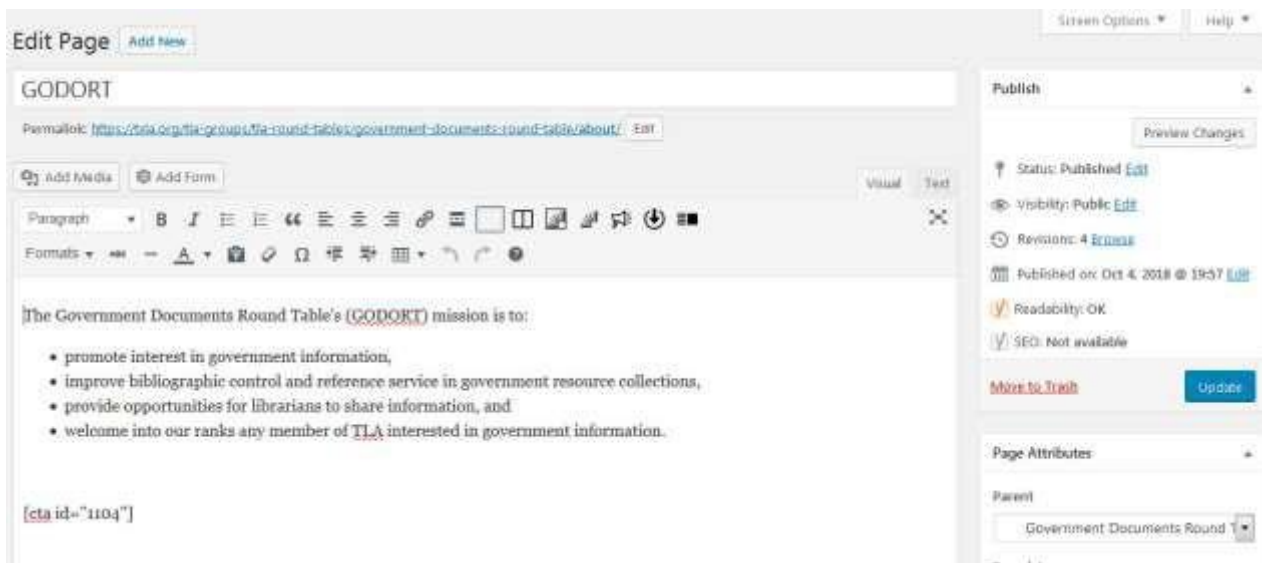 Screen Options Help
Edit Page Add New
GODORT
Permalink: https://txla.org/tla-groups/tla-round-tables/government-documents-round-table/about/ Edit
Add Media Add Form
Visual Text
Paragraph
B I
Formats
ABC A Ω
The Government Documents Round Table's (GODORT) mission is to:
• promote interest in government information,
• improve bibliographic control and reference service in government resource collections,
• provide opportunities for librarians to share information, and
• welcome into our ranks any member of TLA interested in government information.
[cta id="1104"]
Publish
Preview Changes
Status: Published Edit
Visibility: Public Edit
Revisions: 4 Browse
Published on: Oct 4, 2018 @ 19:57 Edit
Readability: OK
SEO: Not available
Move to Trash Update
Page Attributes
Parent
Government Documents Round T